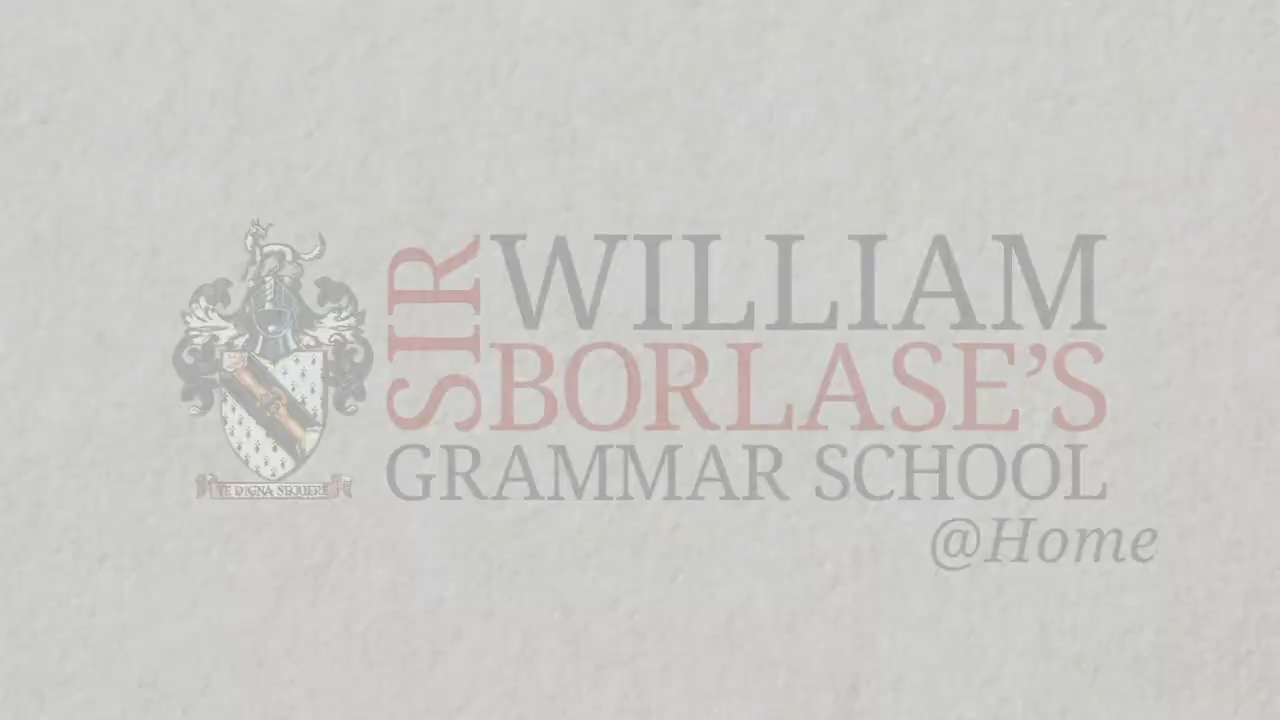 SIR
WILLIAM
BORLASE'S
GRAMMAR SCHOOL
@Home
TE DIGNA SEQUERE